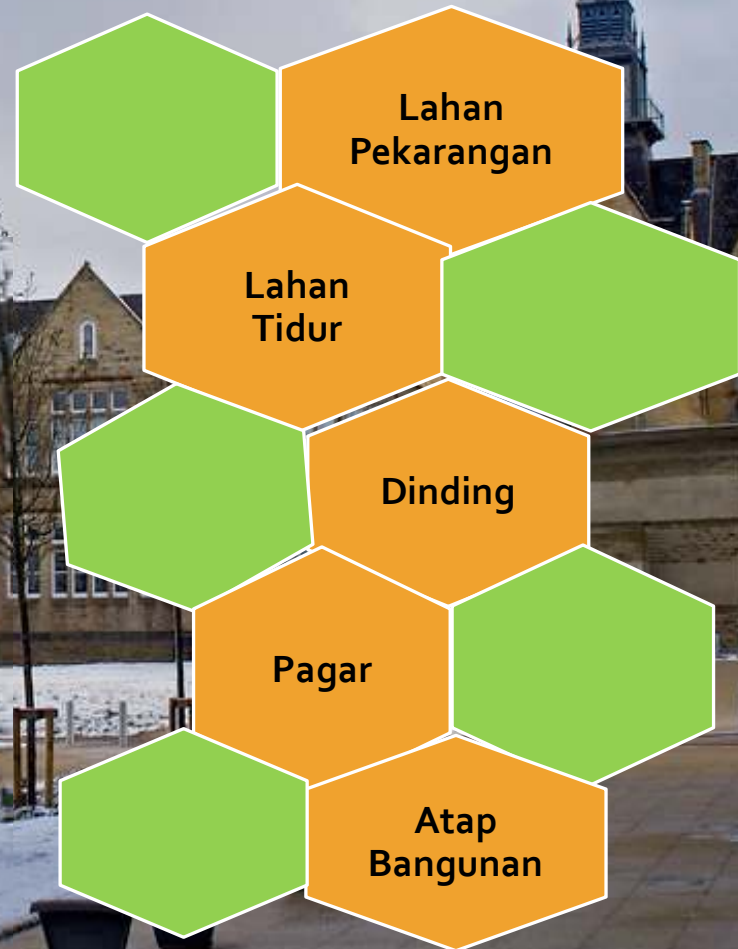 Lahan
Pekarangan
Lahan
Tidur
Dinding
Pagar
Atap
Bangunan